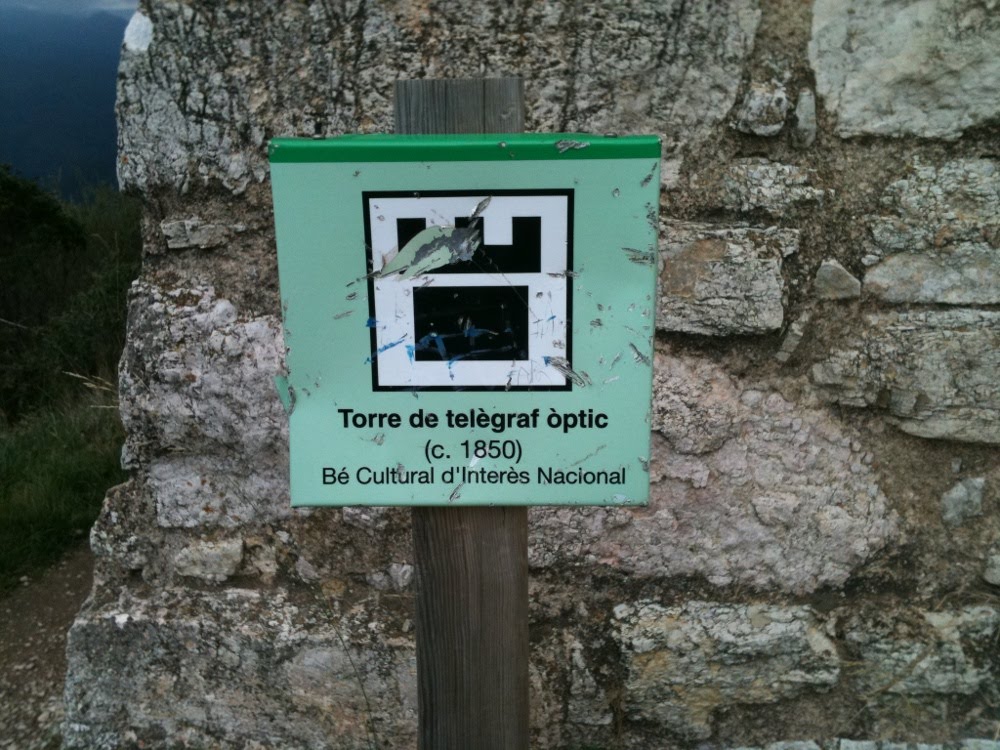 Torre de telègraf òptic
(c. 1850)
Bé Cultural d'Interès Nacional